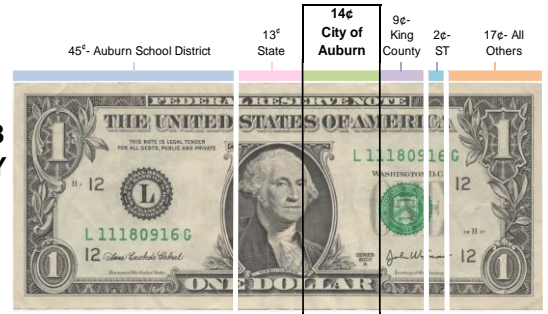 45¢- Auburn School District
13¢
State
14¢
City of
Auburn
9¢-
King
County
2¢-
ST
17¢- All
Others
FEDERAL RESERVE NOTE
THE UNITED STATES OF AMERICA
THIS NOTE IS LEGAL TENDER
FOR ALL DEBTS, PUBLIC AND PRIVATE
L 11180916 G
WASHINGTON, D.C.
H 12
12
L
L 11180916 G
12
SERIES
12
ONE DOLLAR
1
1
1
1